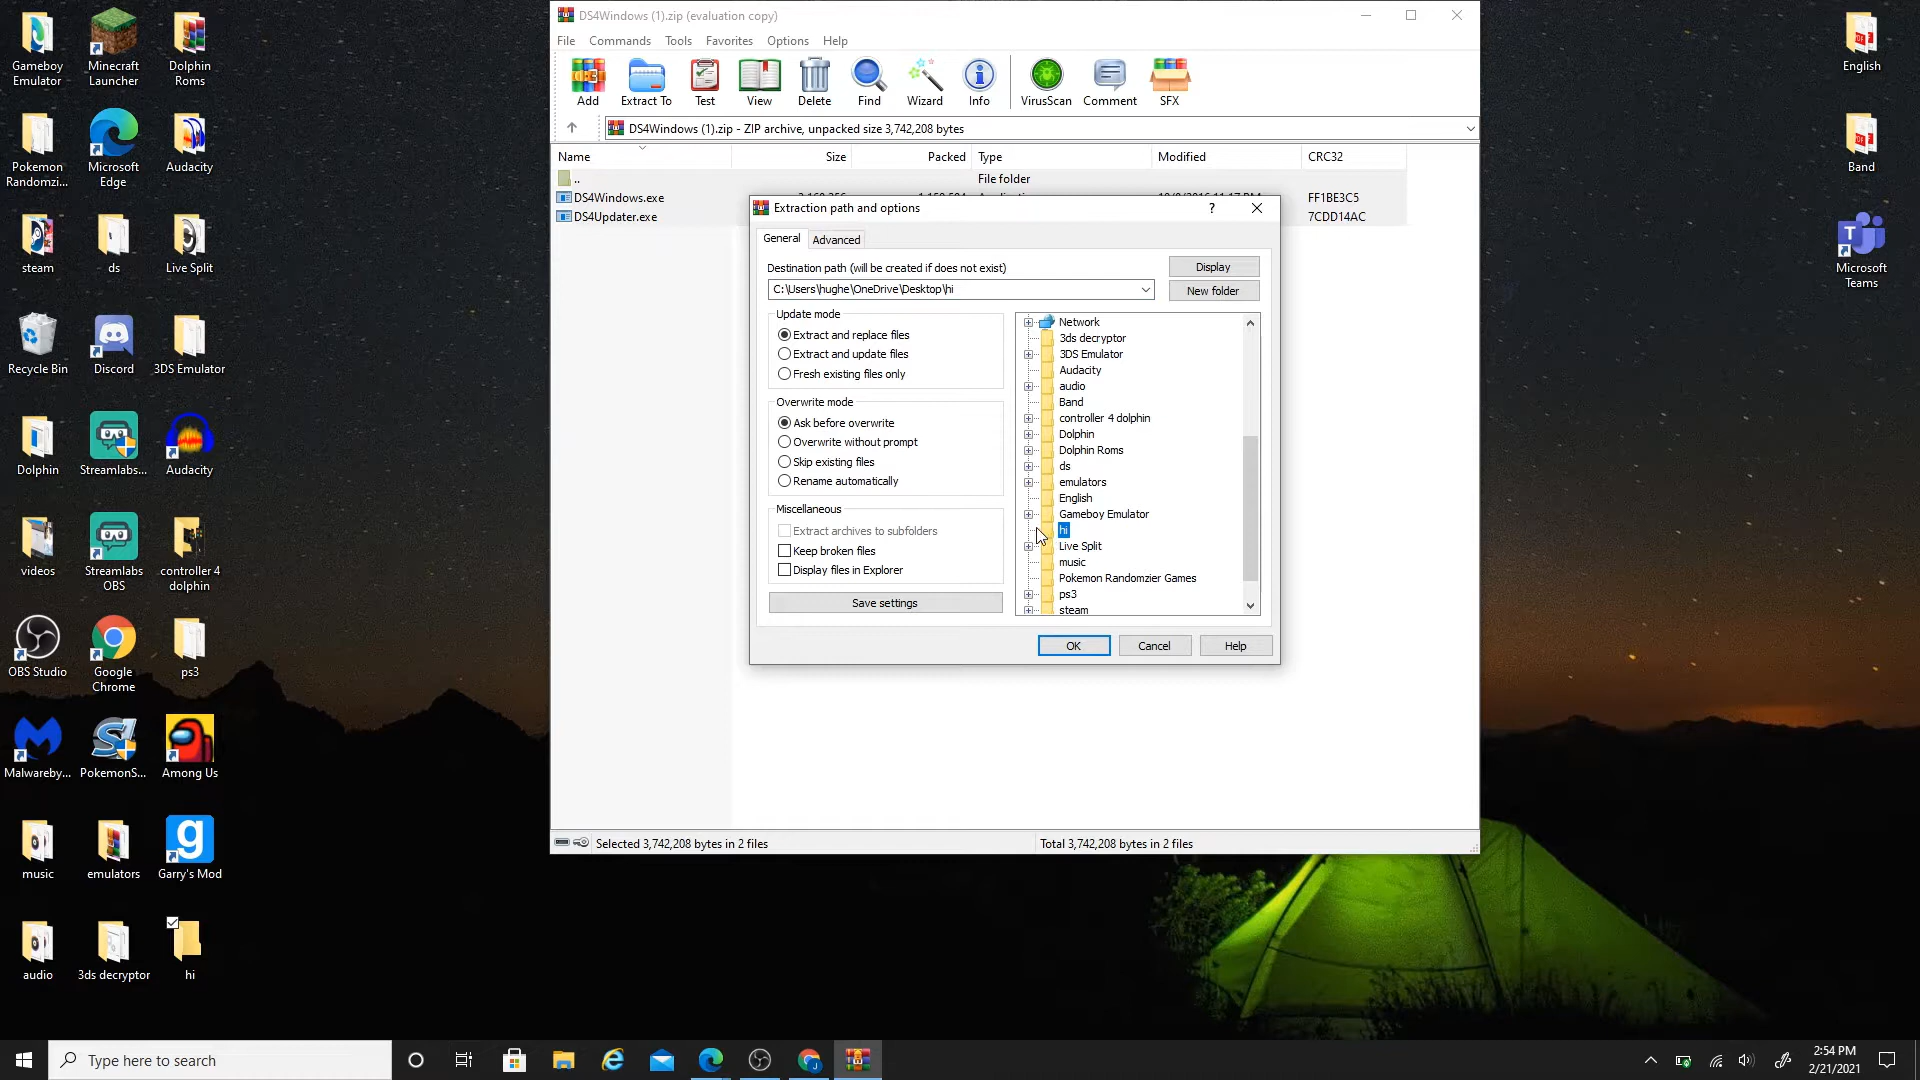 Gameboy
Emulator
Minecraft
Launcher
Dolphin
Roms
Pokemon
Randomzi...
Microsoft
Edge
Audacity
steam
ds
Live Split
Recycle Bin
Discord
3DS Emulator
Dolphin
Streamlabs...
Audacity
videos
Streamlabs
OBS
controller 4
dolphin
OBS Studio
Google
Chrome
ps3
Malwareby...
PokemonS...
Among Us
music
emulators
Garry's Mod
audio
3ds decryptor
hi
DS4Windows (1).zip (evaluation copy)
File Commands Tools Favorites Options Help
Add Extract To Test View Delete Find Wizard Info VirusScan Comment SFX
DS4Windows (1).zip - ZIP archive, unpacked size 3,742,208 bytes
Name Size Packed Type Modified CRC32
.. File folder
DS4Windows.exe FF1BE3C5
DS4Updater.exe 7CDD14AC
Extraction path and options
?
General Advanced
Destination path (will be created if does not exist)
Display
C:\Users\hughe\OneDrive\Desktop\hi
New folder
Update mode
Extract and replace files
Extract and update files
Fresh existing files only
Overwrite mode
Ask before overwrite
Overwrite without prompt
Skip existing files
Rename automatically
Miscellaneous
Extract archives to subfolders
Keep broken files
Display files in Explorer
Save settings
Network
3ds decryptor
3DS Emulator
Audacity
audio
Band
controller 4 dolphin
Dolphin
Dolphin Roms
ds
emulators
English
Gameboy Emulator
hi
Live Split
music
Pokemon Randomzier Games
ps3
steam
OK Cancel Help
Selected 3,742,208 bytes in 2 files
Total 3,742,208 bytes in 2 files
English
Band
Microsoft
Teams
Type here to search
2:54 PM
2/21/2021